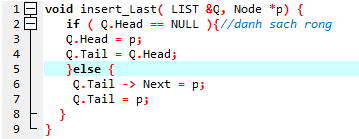 1 void insert_Last( LIST &Q, Node *p) {
2 if ( Q.Head == NULL ){//danh sach rong
3 Q.Head = p;
4 Q.Tail = Q.Head;
5 }else {
6 Q.Tail -> Next = p;
7 Q.Tail = p;
8 }
9 }